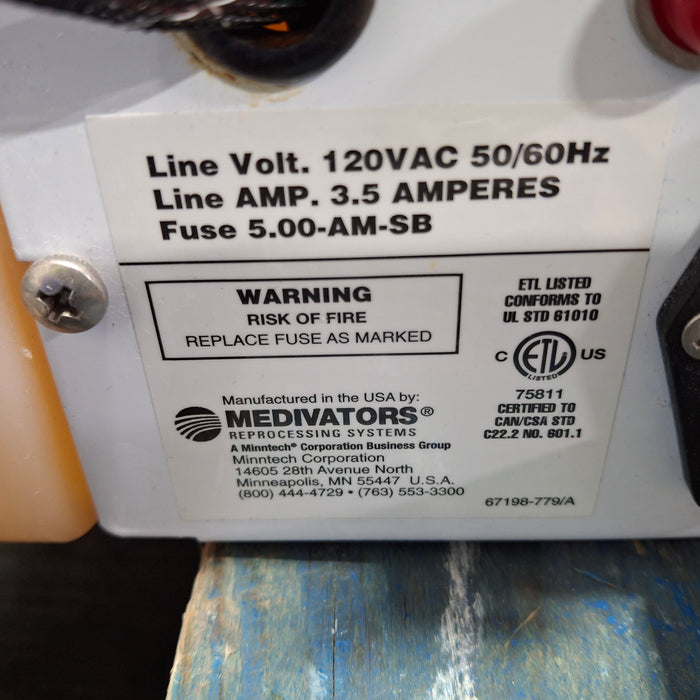 Line Volt. 120VAC 50/60Hz
Line AMP. 3.5 AMPERES
Fuse 5.00-AM-SB
WARNING
RISK OF FIRE
REPLACE FUSE AS MARKED
ETL LISTED
CONFORMS TO
UL STD 61010
C ETL US
LISTED
75811
CERTIFIED TO
CAN/CSA STD
C22.2 NO. 601.1
Manufactured in the USA by:
MEDIVATORS®
REPROCESSING SYSTEMS
A Minntech® Corporation Business Group
Minntech Corporation
14605 28th Avenue North
Minneapolis, MN 55447 U.S.A.
(800) 444-4729 • (763) 553-3300
67198-779/A